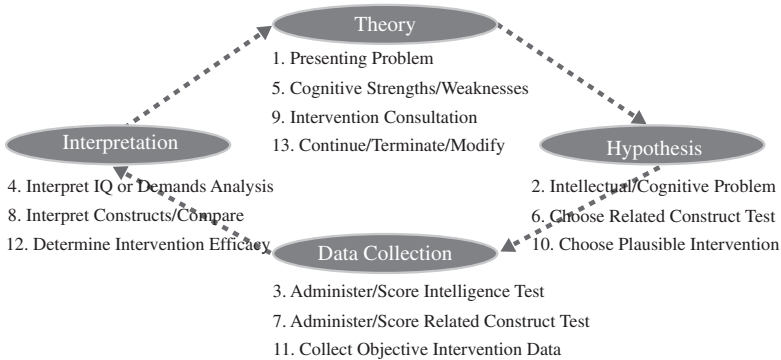 Theory
1. Presenting Problem
5. Cognitive Strengths/Weaknesses
9. Intervention Consultation
13. Continue/Terminate/Modify
Interpretation
4. Interpret IQ or Demands Analysis
8. Interpret Constructs/Compare
12. Determine Intervention Efficacy
Hypothesis
2. Intellectual/Cognitive Problem
6. Choose Related Construct Test
10. Choose Plausible Intervention
Data Collection
3. Administer/Score Intelligence Test
7. Administer/Score Related Construct Test
11. Collect Objective Intervention Data